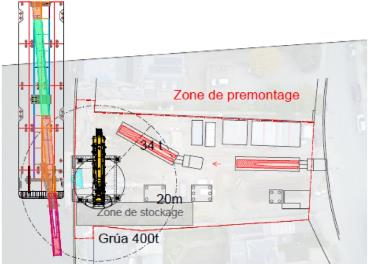 Zone de premontage
34 t
20m
Zone de stockage
Grúa 400t